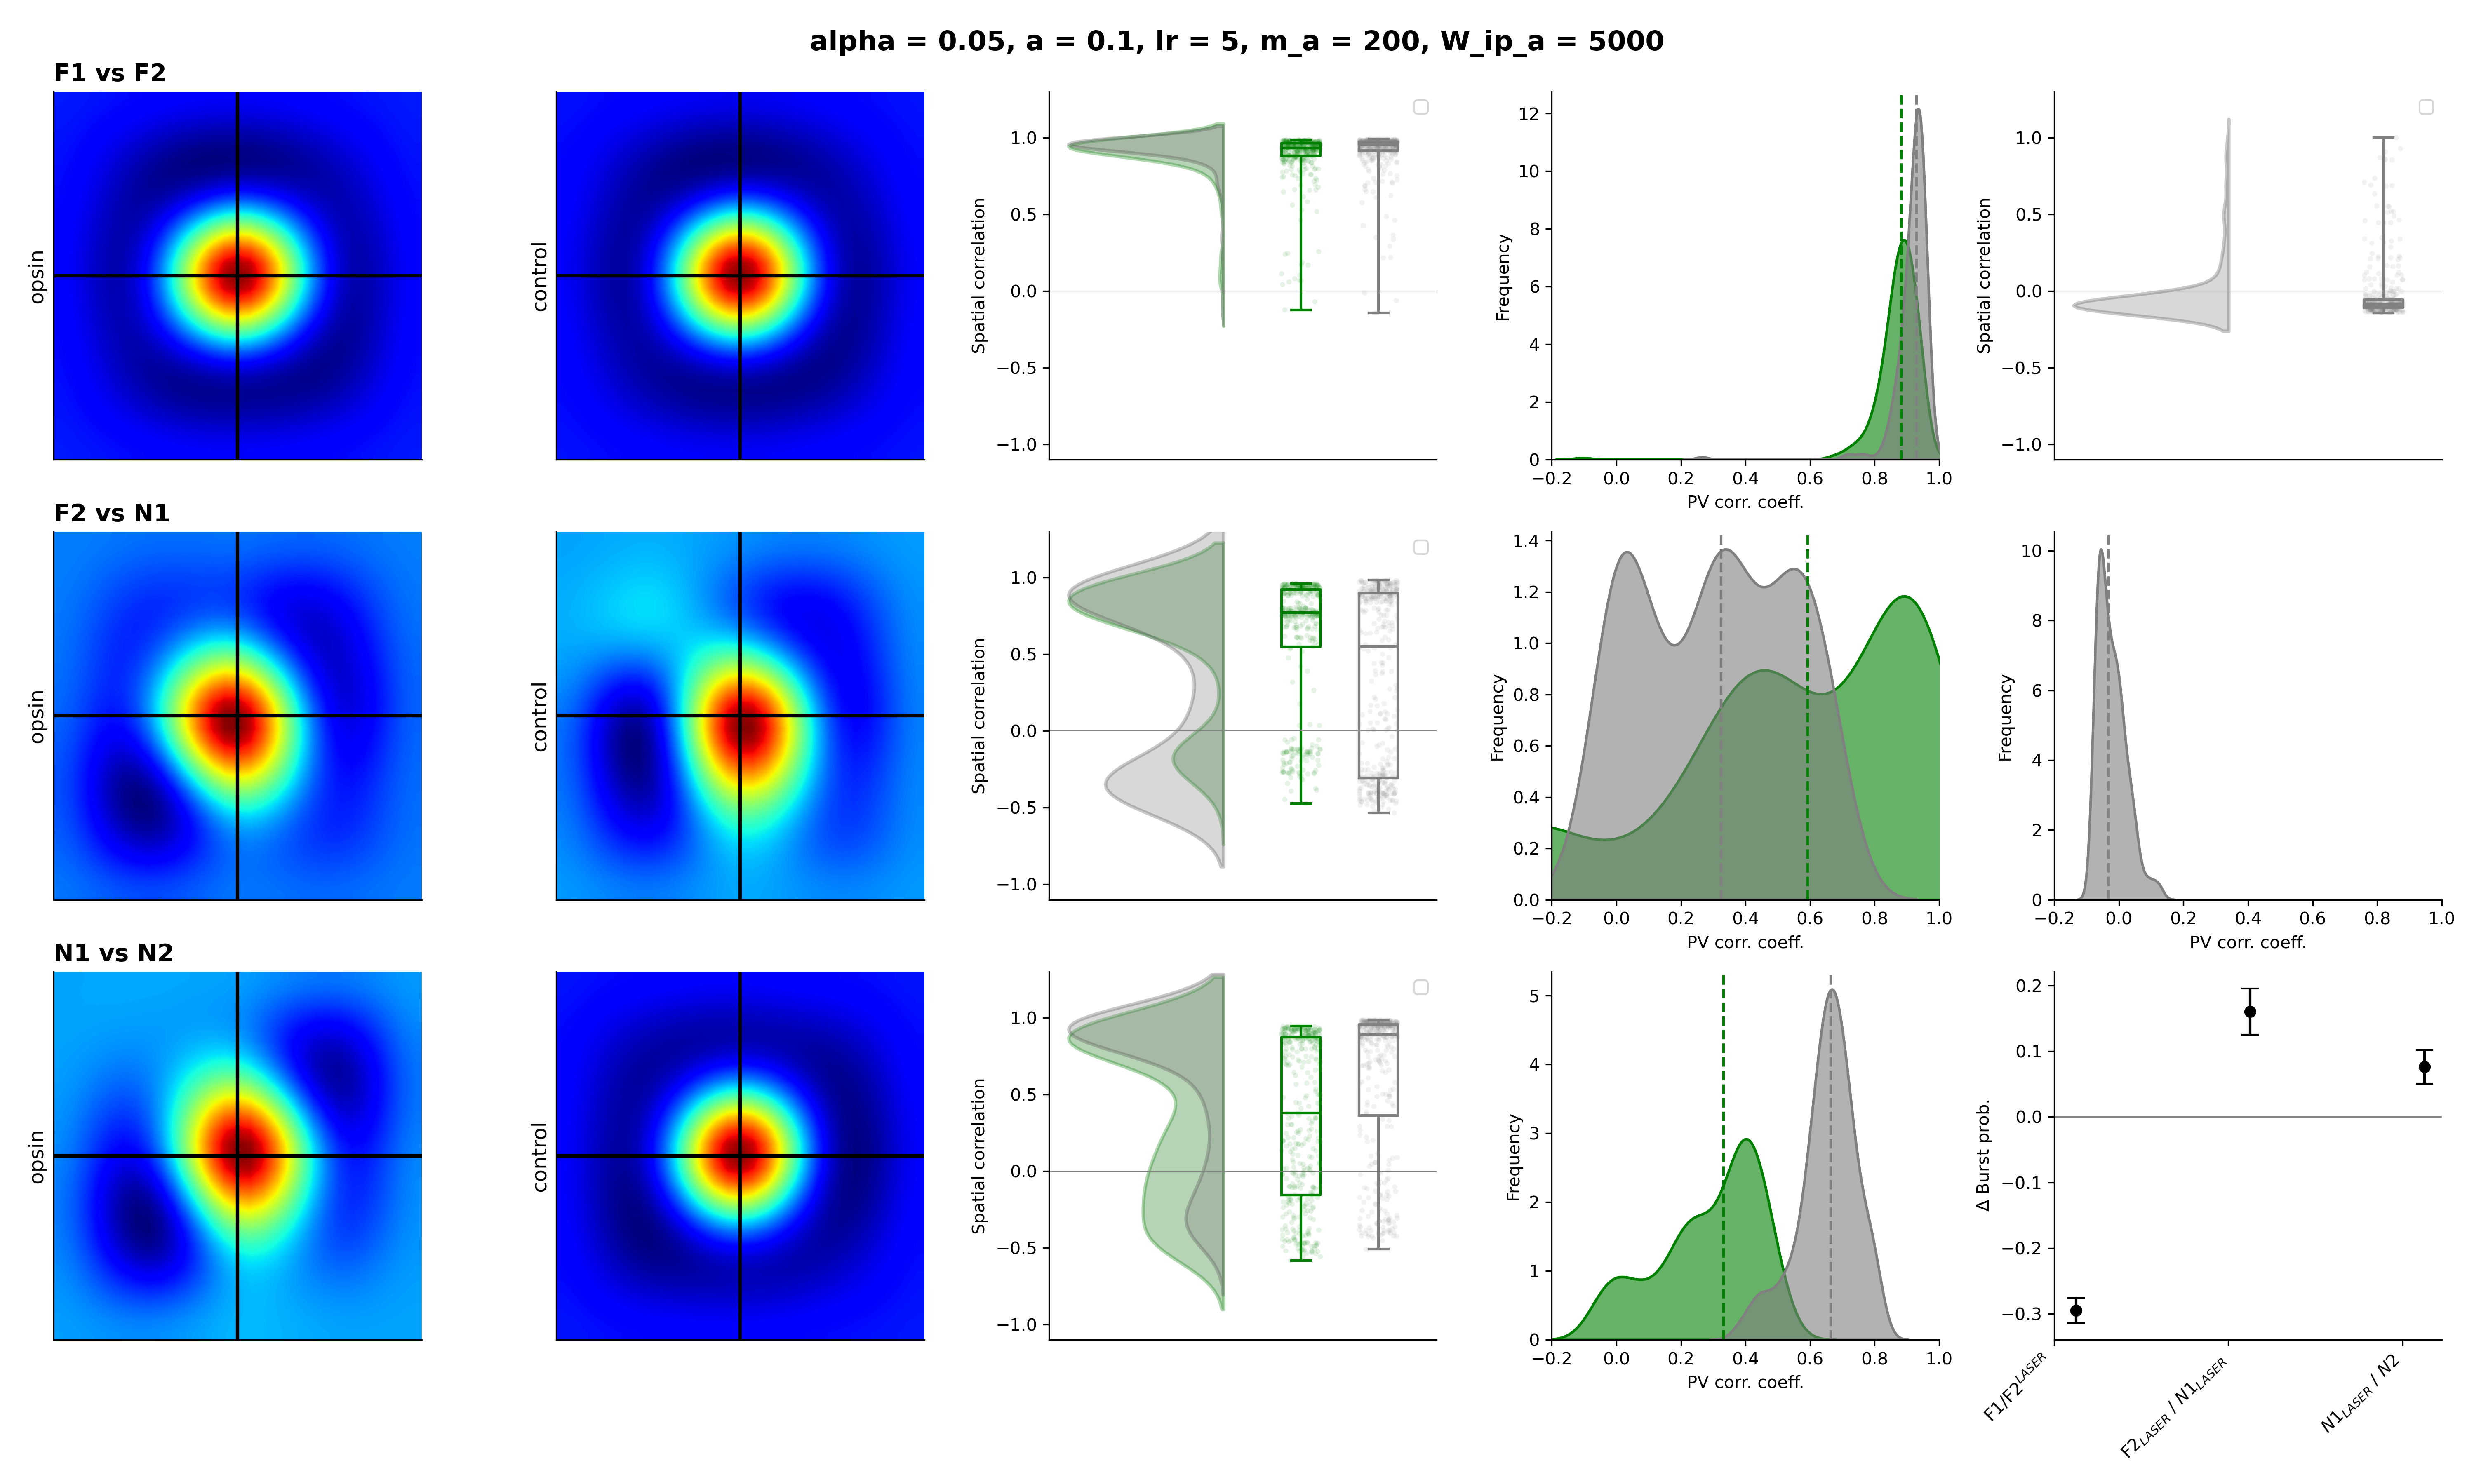 alpha = 0.05, a = 0.1, lr = 5, m_a = 200, W_ip_a = 5000
F1 vs F2
opsin
control
Spatial correlation
1.0
0.5
0.0
−0.5
−1.0
Frequency
12
10
8
6
4
2
0
−0.2 0.0 0.2 0.4 0.6 0.8 1.0
PV corr. coeff.
Spatial correlation
1.0
0.5
0.0
−0.5
−1.0
F2 vs N1
opsin
control
Spatial correlation
1.0
0.5
0.0
−0.5
−1.0
Frequency
1.4
1.2
1.0
0.8
0.6
0.4
0.2
0.0
−0.2 0.0 0.2 0.4 0.6 0.8 1.0
PV corr. coeff.
Frequency
10
8
6
4
2
0
−0.2 0.0 0.2 0.4 0.6 0.8 1.0
PV corr. coeff.
N1 vs N2
opsin
control
Spatial correlation
1.0
0.5
0.0
−0.5
−1.0
Frequency
5
4
3
2
1
0
−0.2 0.0 0.2 0.4 0.6 0.8 1.0
PV corr. coeff.
Δ Burst prob.
0.2
0.1
0.0
−0.1
−0.2
−0.3
F1/F2^LASER
F2_LASER / N1_LASER
N1_LASER / N2